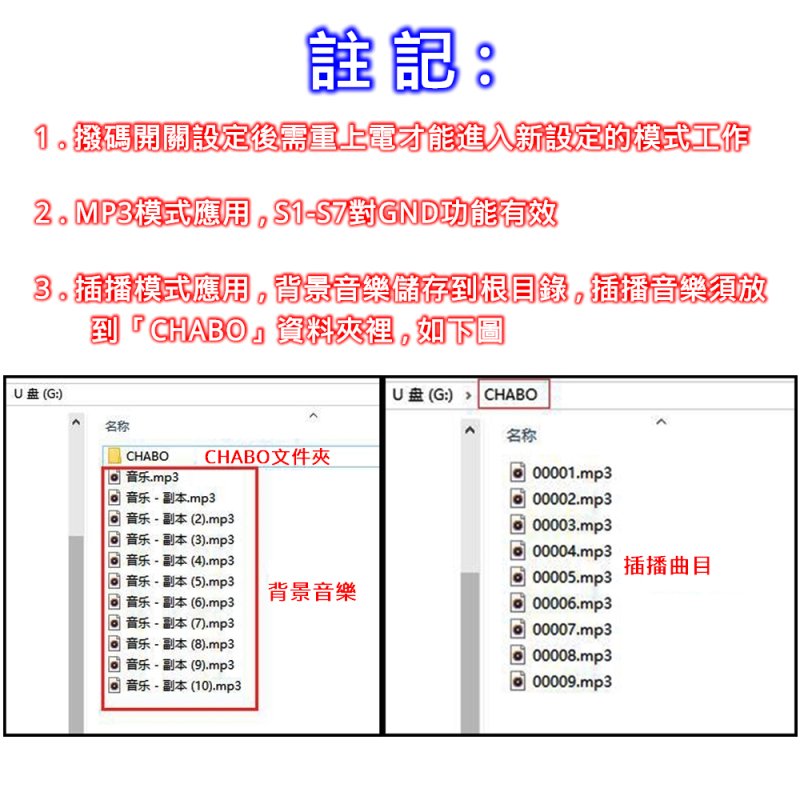 註 記 :
1 . 撥碼開關設定後需重上電才能進入新設定的模式工作
2 . MP3模式應用 , S1-S7對GND功能有效
3 . 插播模式應用 , 背景音樂儲存到根目錄 , 插播音樂須放
到「 CHABO 」資料夾裡 , 如下圖
U 盘 (G:)
名称
CHABO CHABO文件夾
音乐.mp3
音乐 - 副本.mp3
音乐 - 副本 (2).mp3
音乐 - 副本 (3).mp3
音乐 - 副本 (4).mp3
音乐 - 副本 (5).mp3
音乐 - 副本 (6).mp3
音乐 - 副本 (7).mp3
音乐 - 副本 (8).mp3
音乐 - 副本 (9).mp3
音乐 - 副本 (10).mp3
背景音樂
U 盘 (G:) › CHABO
名称
00001.mp3
00002.mp3
00003.mp3
00004.mp3
00005.mp3
00006.mp3
00007.mp3
00008.mp3
00009.mp3
插播曲目